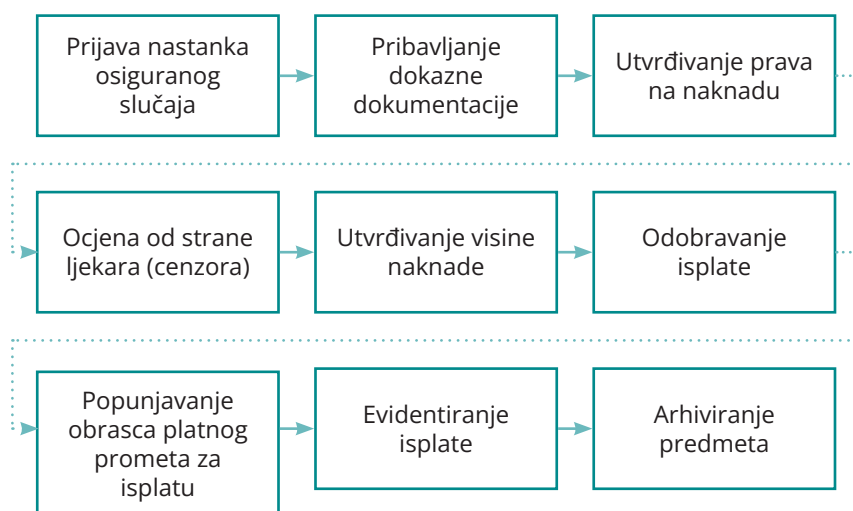 Prijava nastanka
osiguranog
slučaja
Pribavljanje
dokazne
dokumentacije
Utvrđivanje prava
na naknadu
Ocjena od strane
ljekara (cenzora)
Utvrđivanje visine
naknade
Odobravanje
isplate
Popunjavanje
obrasca platnog
prometa za
isplatu
Evidentiranje
isplate
Arhiviranje
predmeta